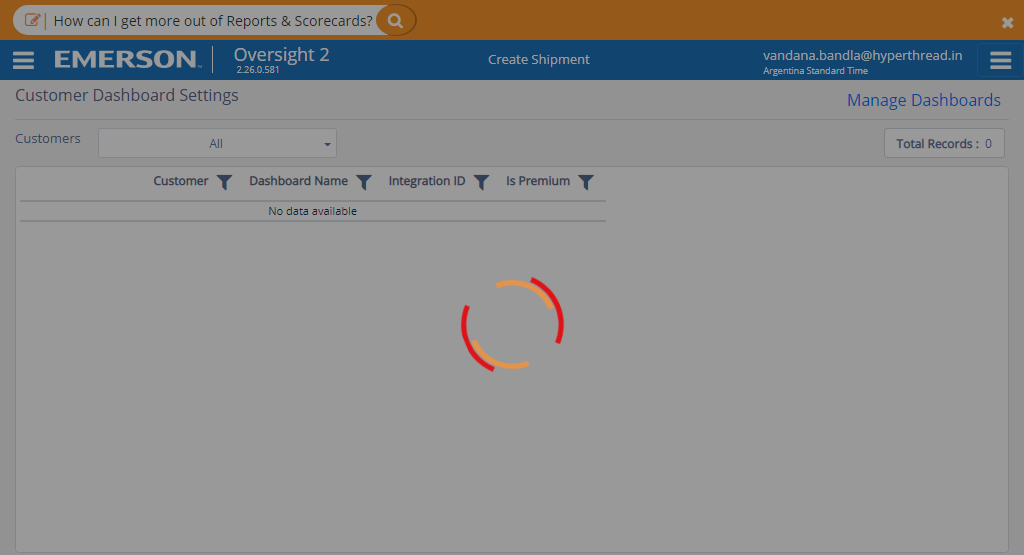 How can I get more out of Reports & Scorecards?
EMERSON™ Oversight 2 Create Shipment vandana.bandla@hyperthread.in
2.26.0.581 Argentina Standard Time
Customer Dashboard Settings Manage Dashboards
Customers All Total Records : 0
Customer Dashboard Name Integration ID Is Premium
No data available